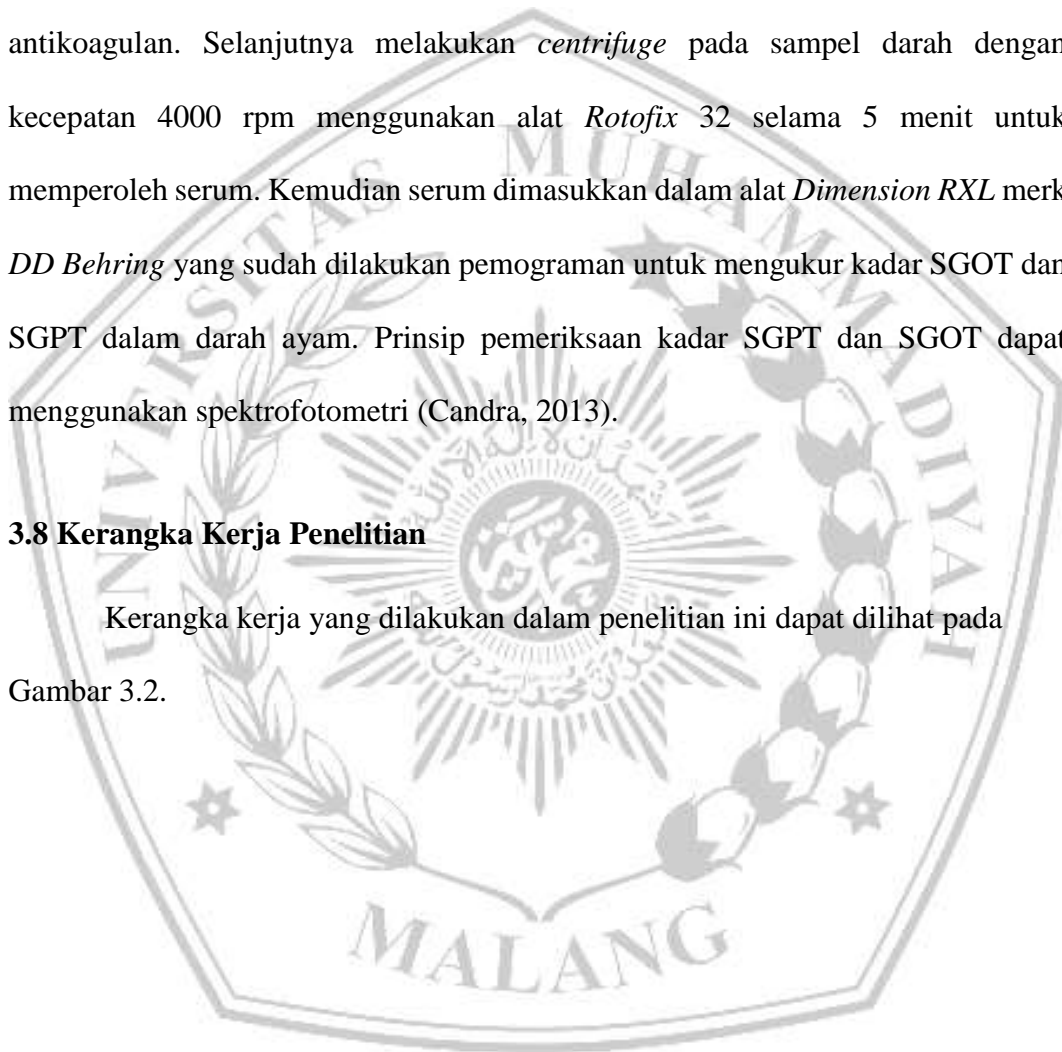 antikoagulan. Selanjutnya melakukan centrifuge pada sampel darah dengan
kecepatan 4000 rpm menggunakan alat Rotofix 32 selama 5 menit untuk
memperoleh serum. Kemudian serum dimasukkan dalam alat Dimension RXL merk
DD Behring yang sudah dilakukan pemograman untuk mengukur kadar SGOT dan
SGPT dalam darah ayam. Prinsip pemeriksaan kadar SGPT dan SGOT dapat
menggunakan spektrofotometri (Candra, 2013).
3.8 Kerangka Kerja Penelitian
Kerangka kerja yang dilakukan dalam penelitian ini dapat dilihat pada
Gambar 3.2.
UNIVERSITAS MUHAMMADIYAH
MALANG